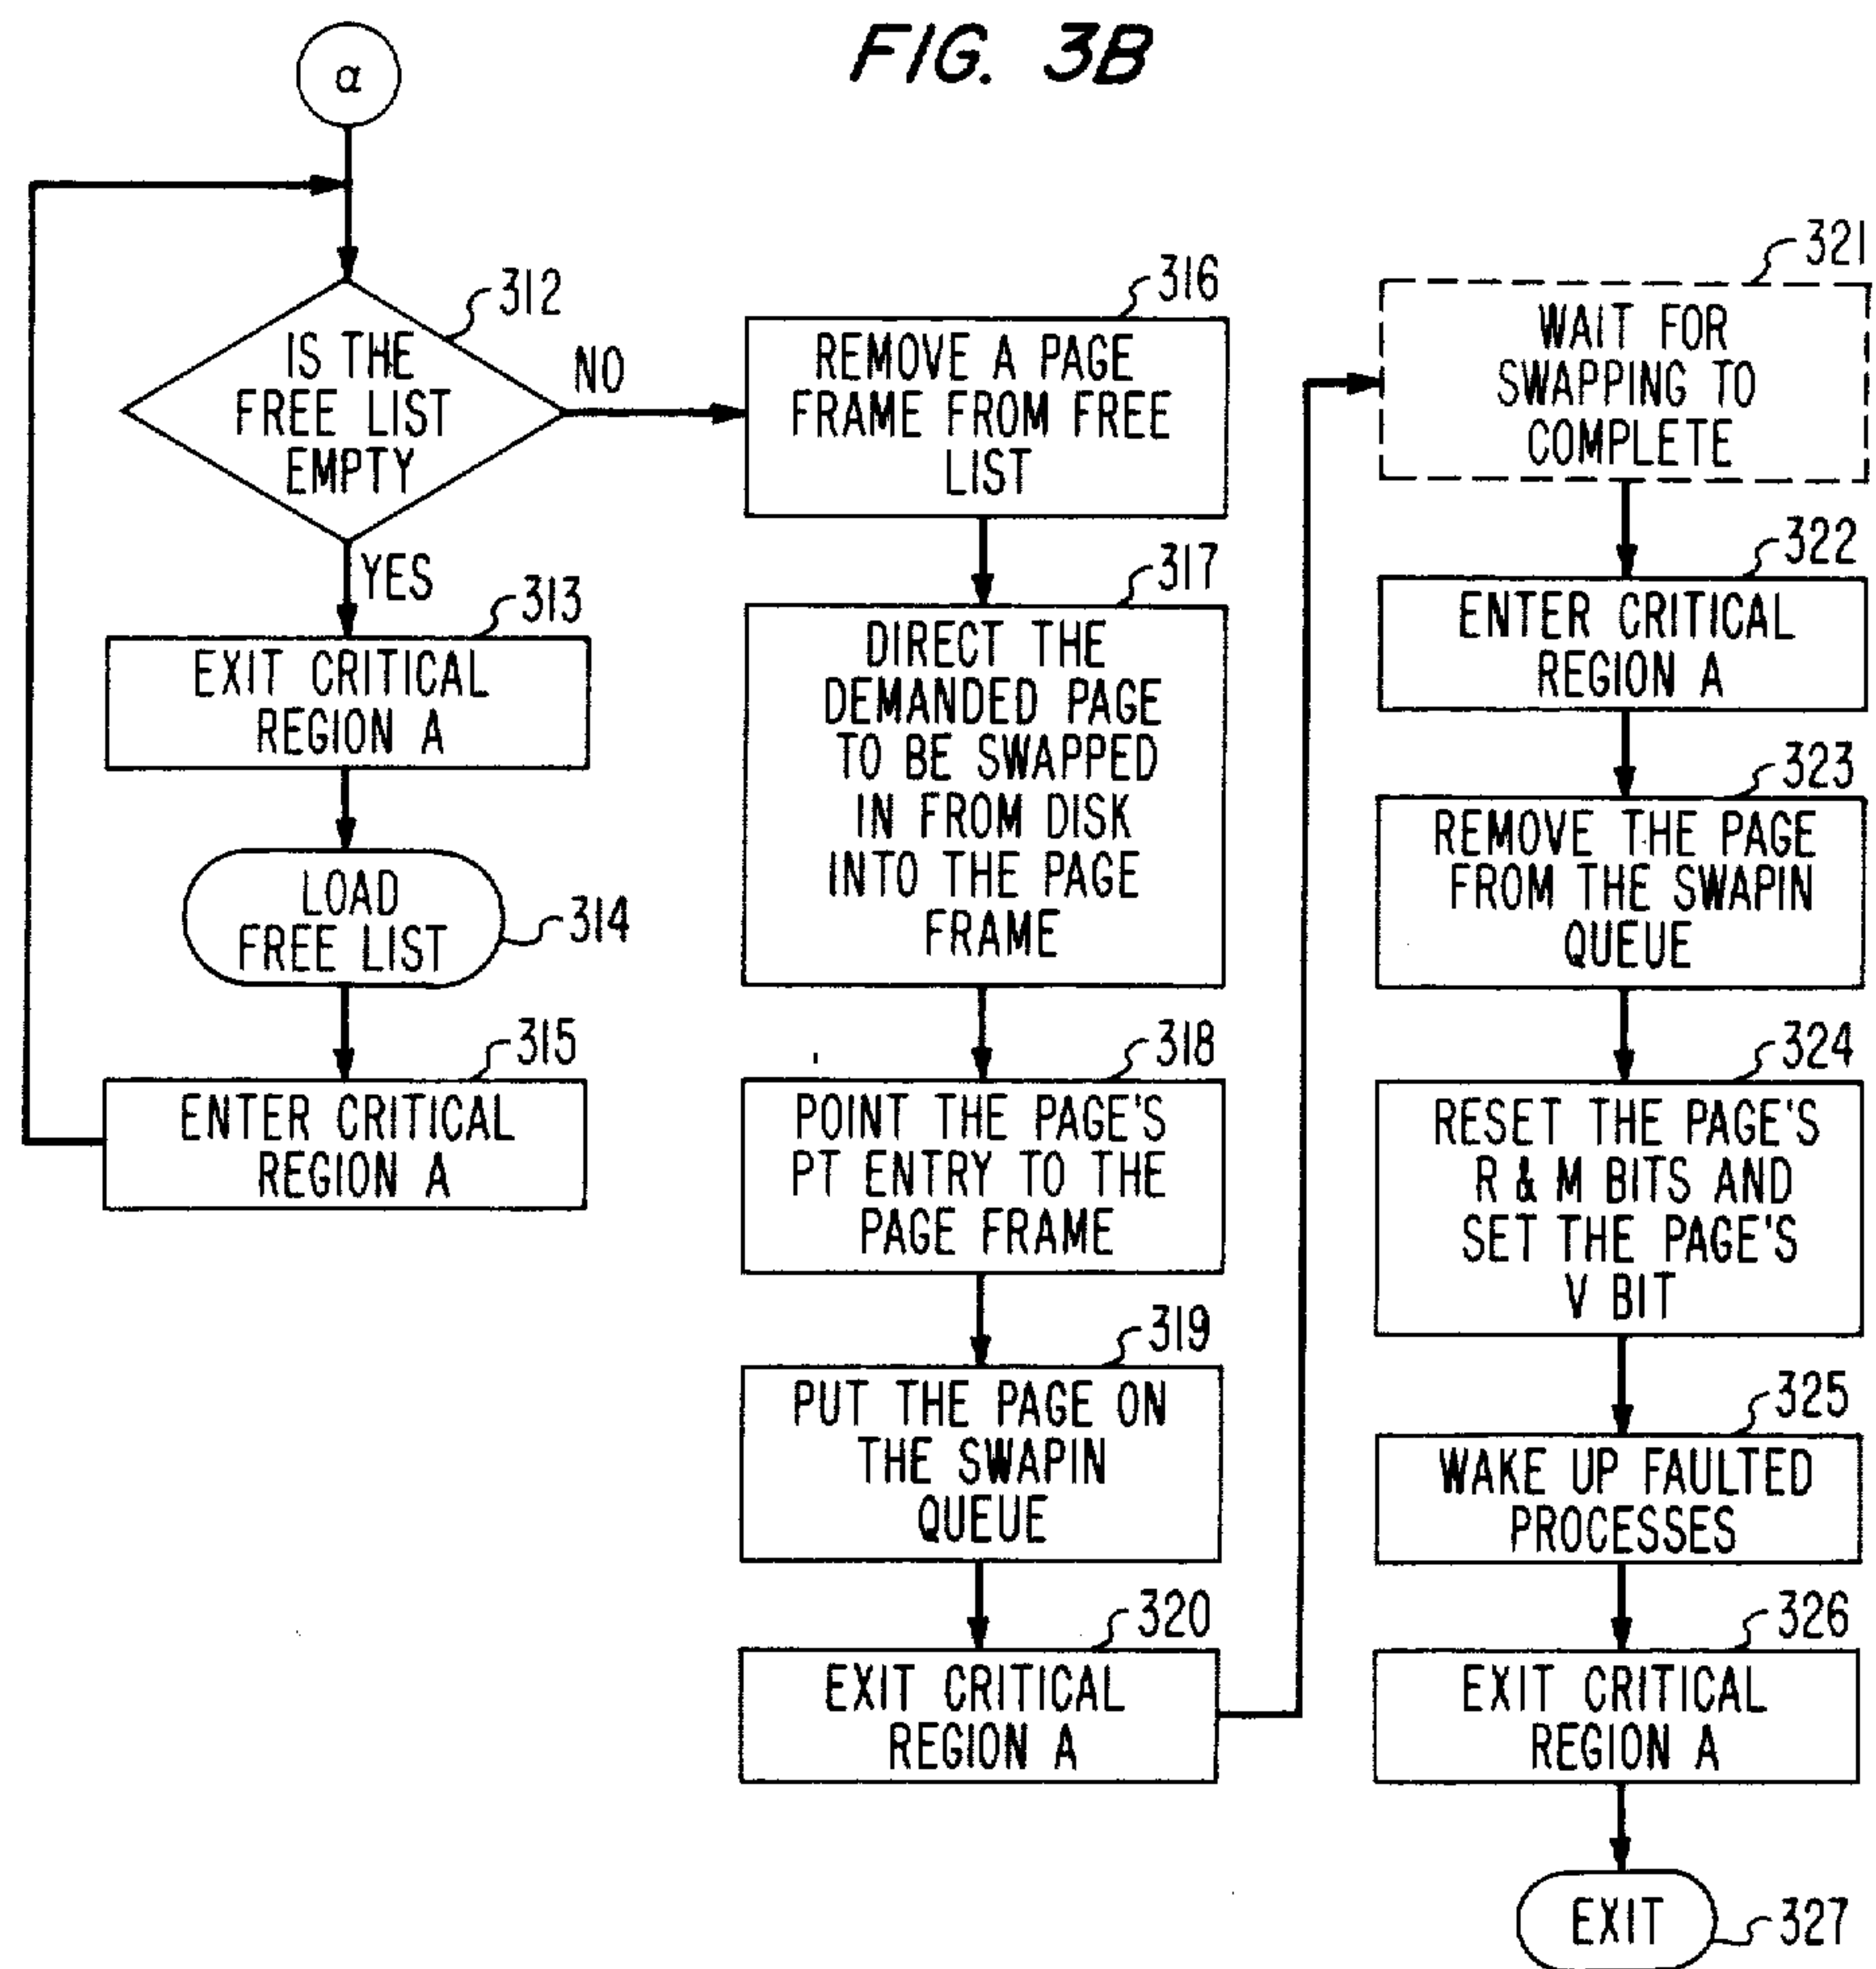 FIG. 3B
α
312
IS THE
FREE LIST
EMPTY
NO
YES
313
EXIT CRITICAL
REGION A
LOAD
FREE LIST
314
315
ENTER CRITICAL
REGION A
316
REMOVE A PAGE
FRAME FROM FREE
LIST
317
DIRECT THE
DEMANDED PAGE
TO BE SWAPPED
IN FROM DISK
INTO THE PAGE
FRAME
318
POINT THE PAGE'S
PT ENTRY TO THE
PAGE FRAME
319
PUT THE PAGE ON
THE SWAPIN
QUEUE
320
EXIT CRITICAL
REGION A
321
WAIT FOR
SWAPPING TO
COMPLETE
322
ENTER CRITICAL
REGION A
323
REMOVE THE PAGE
FROM THE SWAPIN
QUEUE
324
RESET THE PAGE'S
R & M BITS AND
SET THE PAGE'S
V BIT
325
WAKE UP FAULTED
PROCESSES
326
EXIT CRITICAL
REGION A
EXIT
327